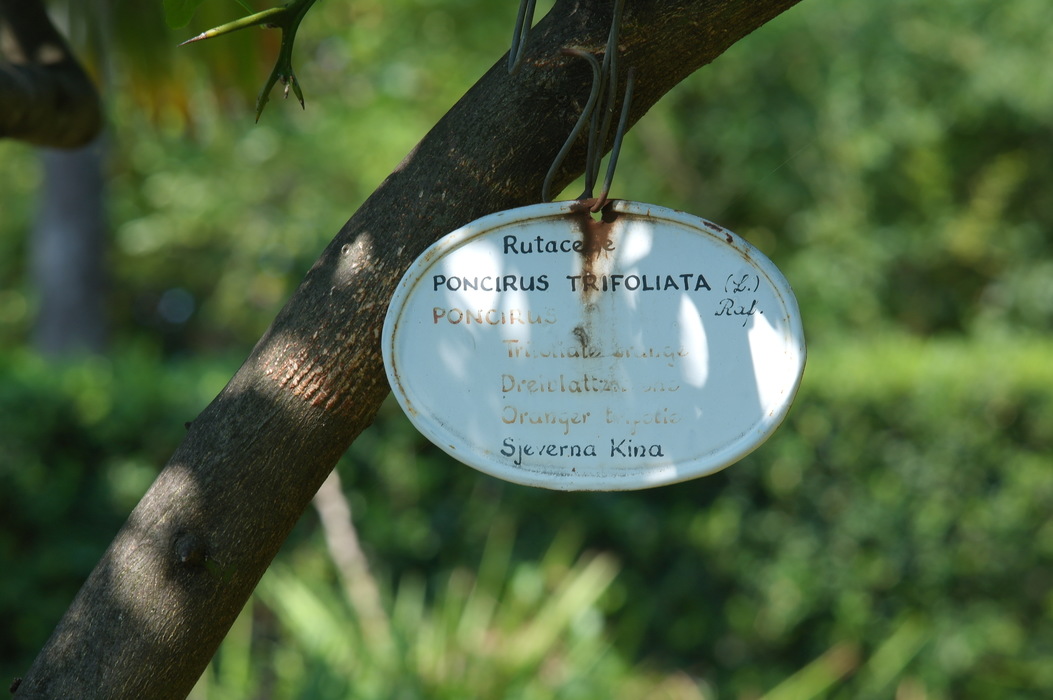 Rutaceae
PONCIRUS TRIFOLIATA (L.)
Raf.
PONCIRUS
Trifoliate orange
Oranger
Sjeverna Kina